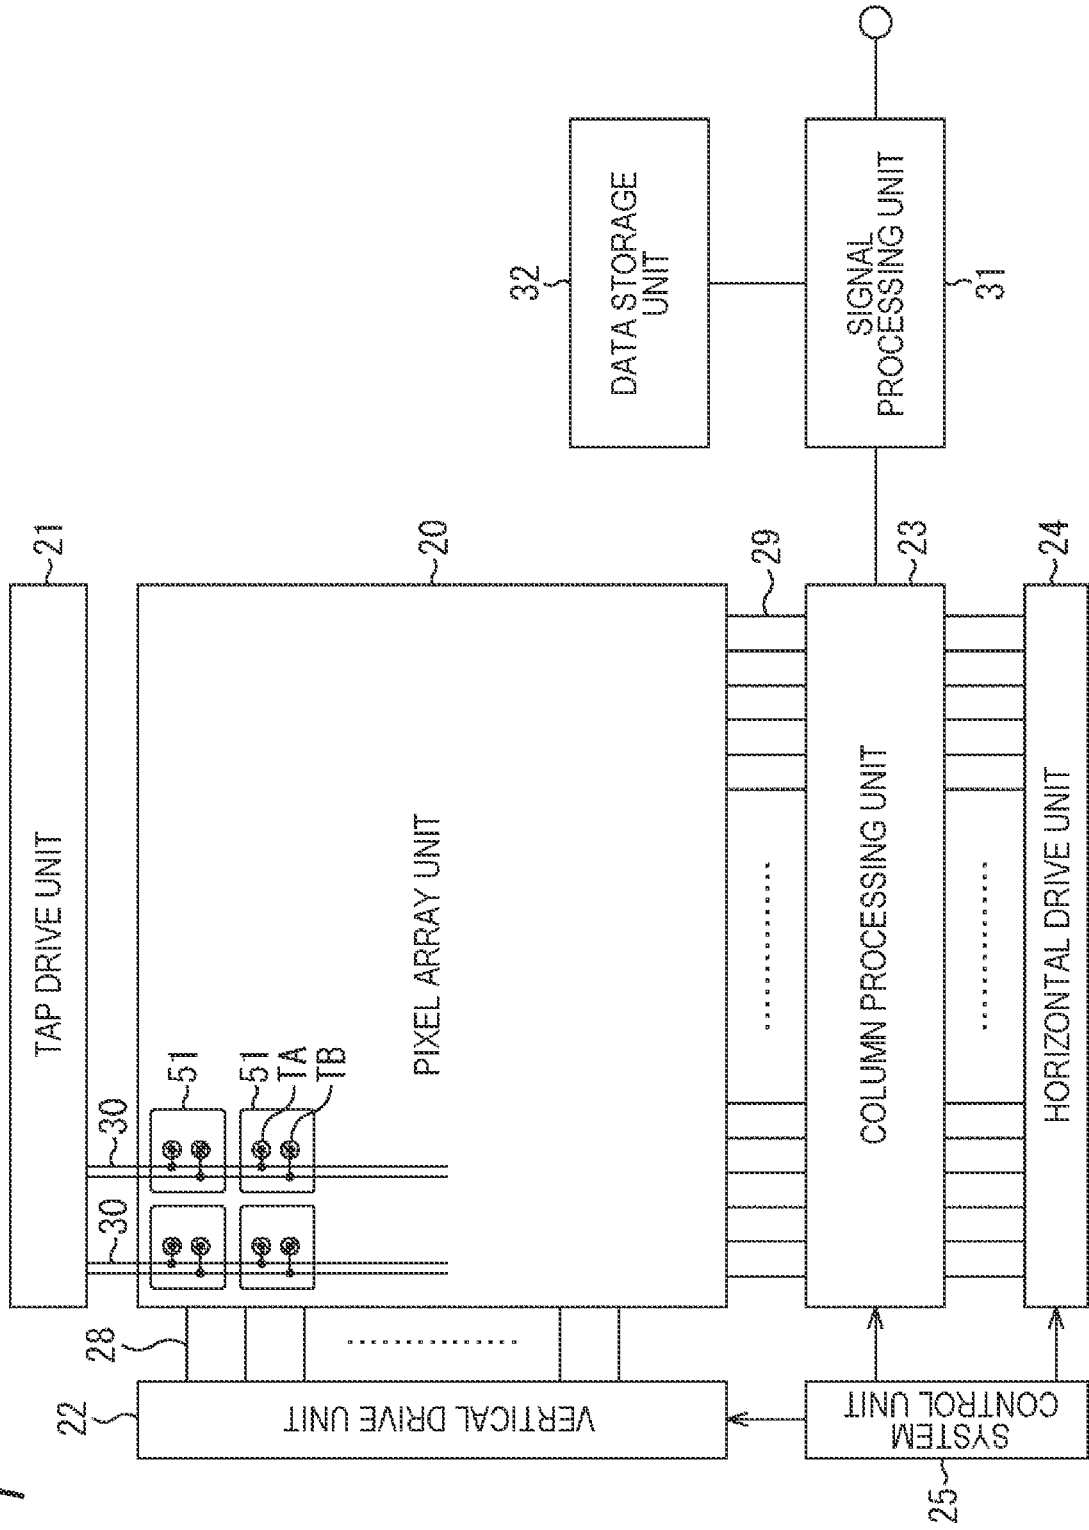 21
TAP DRIVE UNIT
30
30
51
51
TA
TB
20
PIXEL ARRAY UNIT
28
22
VERTICAL DRIVE UNIT
29
23
COLUMN PROCESSING UNIT
24
HORIZONTAL DRIVE UNIT
25
SYSTEM
CONTROL UNIT
32
DATA STORAGE
UNIT
SIGNAL
PROCESSING UNIT
31